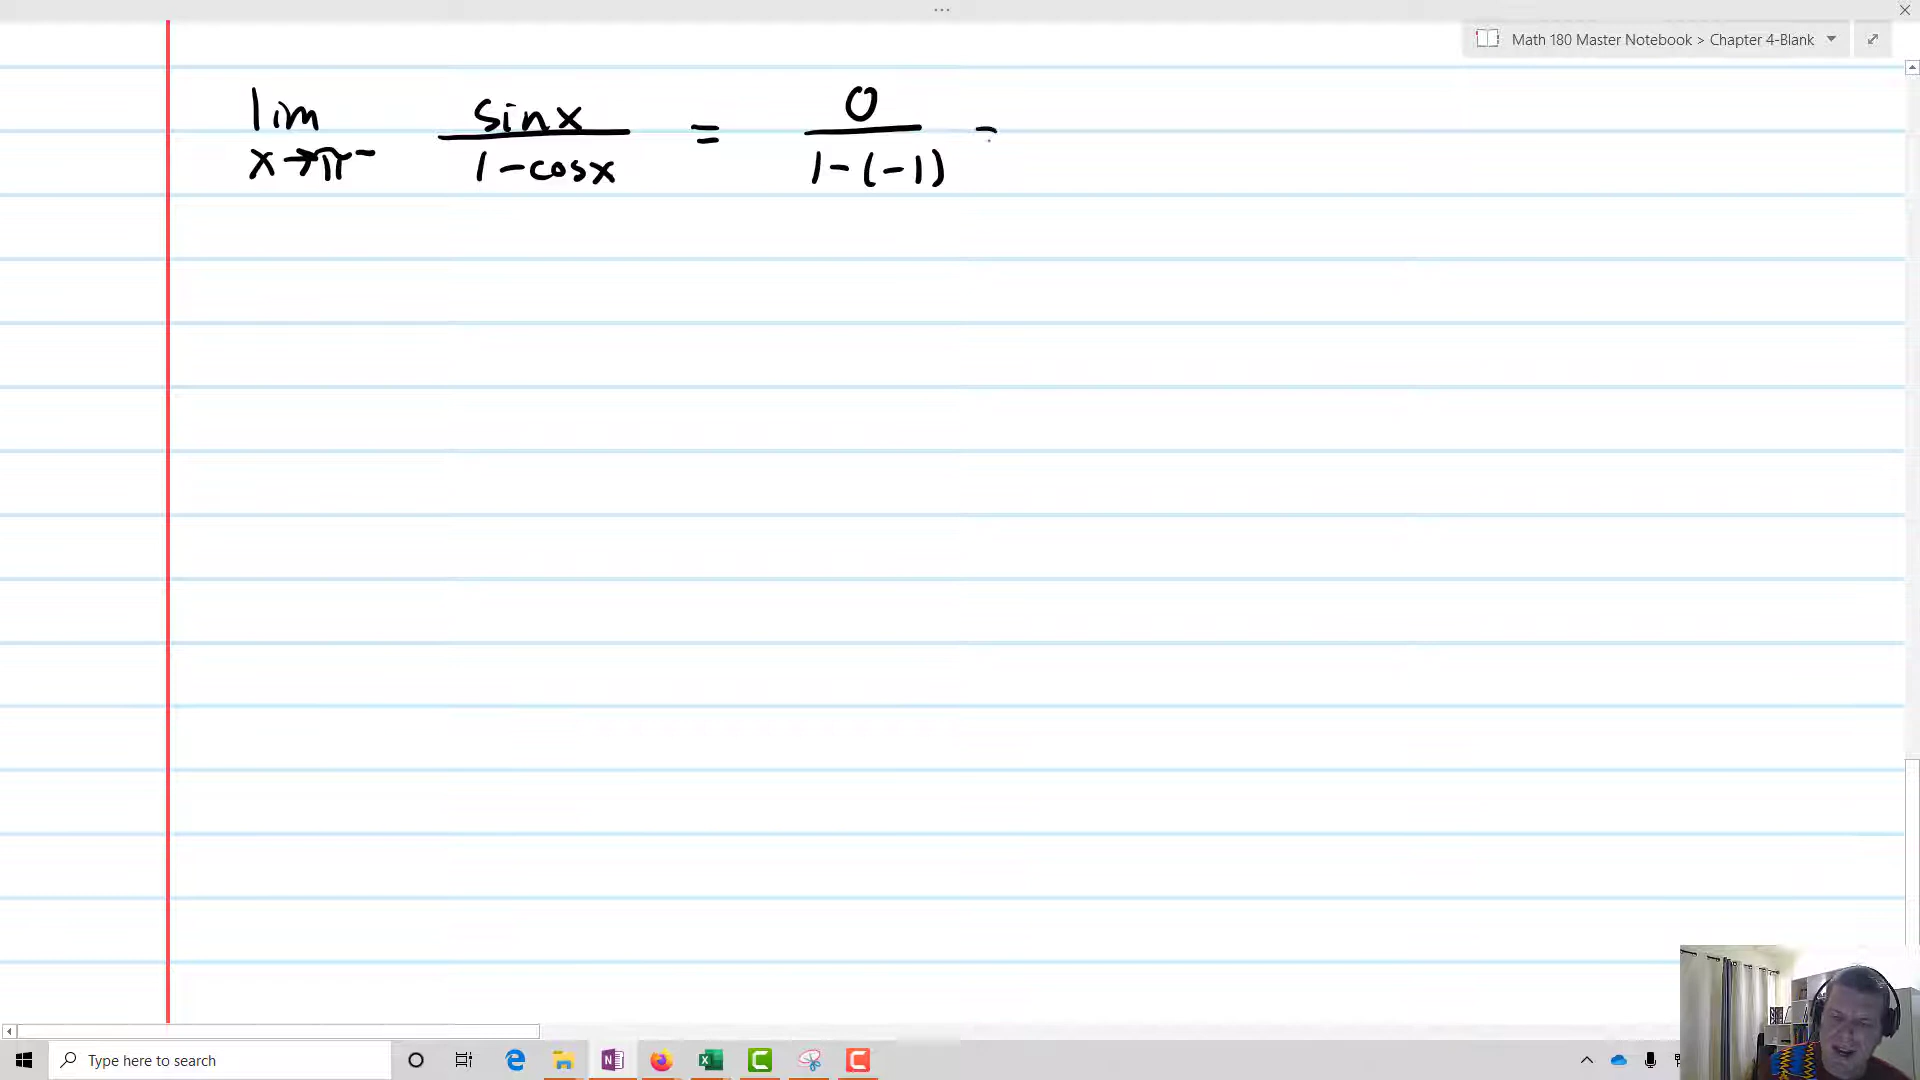 Math 180 Master Notebook > Chapter 4-Blank
lim x→π⁻ sinx / 1-cosx = 0 / 1-(-1) =
Type here to search